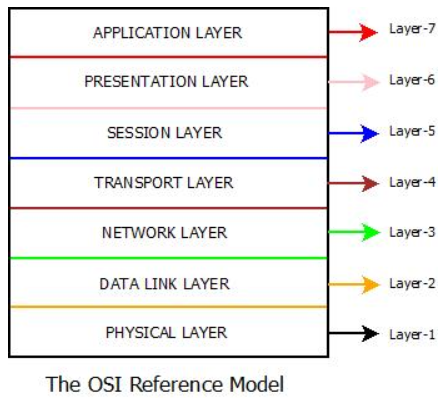 APPLICATION LAYER Layer-7
PRESENTATION LAYER Layer-6
SESSION LAYER Layer-5
TRANSPORT LAYER Layer-4
NETWORK LAYER Layer-3
DATA LINK LAYER Layer-2
PHYSICAL LAYER Layer-1
The OSI Reference Model